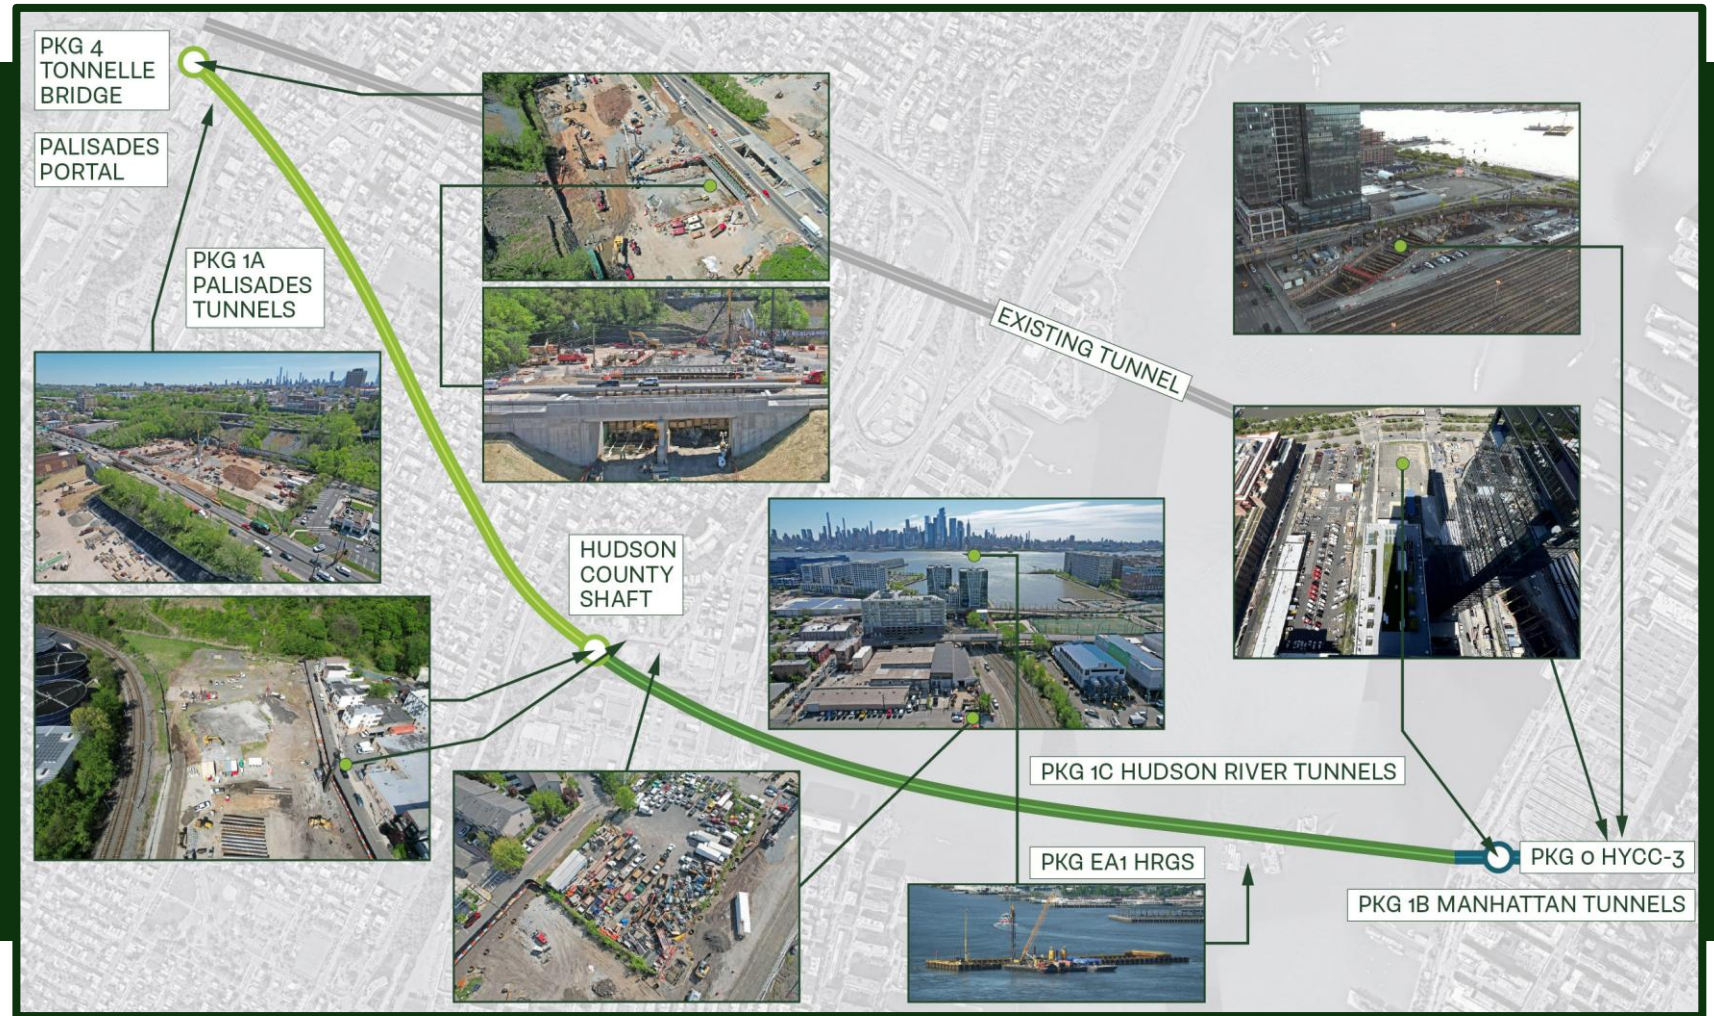 PKG 4
TONNELLE
BRIDGE
PALISADES
PORTAL
PKG 1A
PALISADES
TUNNELS
EXISTING TUNNEL
HUDSON
COUNTY
SHAFT
PKG 1C HUDSON RIVER TUNNELS
PKG EA1 HRGS
PKG 0 HYCC-3
PKG 1B MANHATTAN TUNNELS